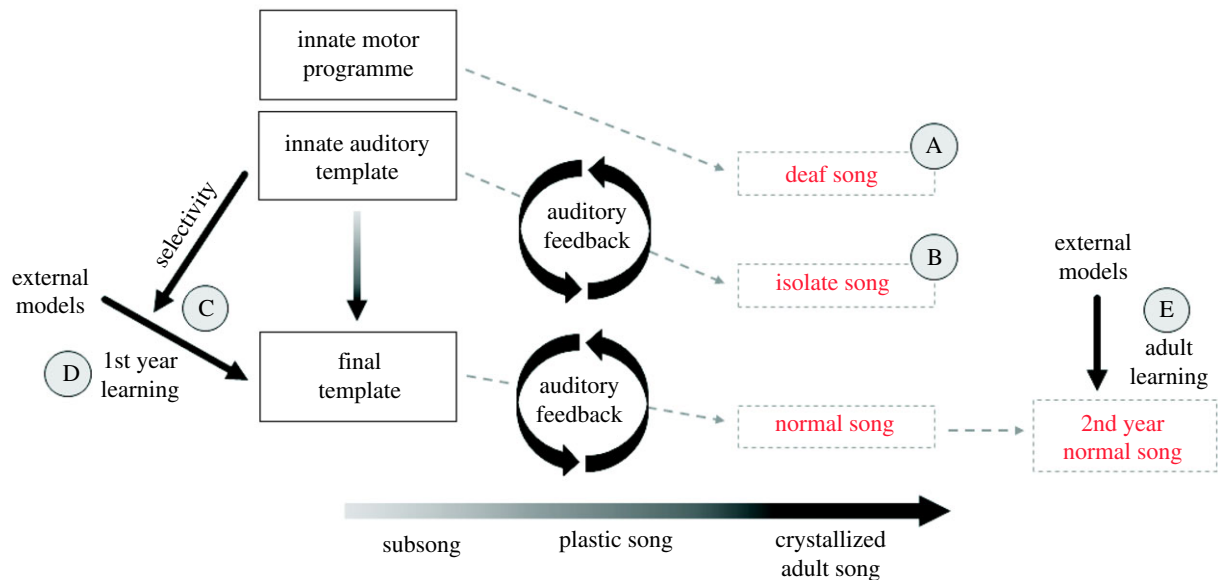 innate motor
programme
innate auditory
template
A
deaf song
selectivity
auditory
feedback
B
isolate song
external
models
external
models
C
E
D
1st year
learning
final
template
auditory
feedback
adult
learning
normal song
2nd year
normal song
subsong
plastic song
crystallized
adult song